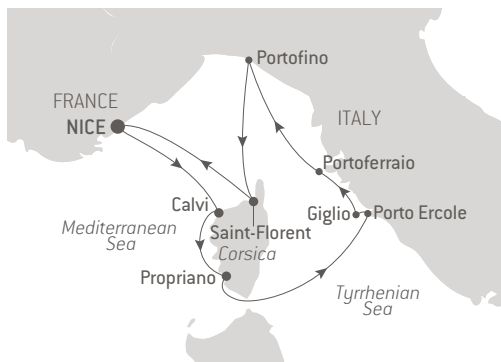 Portofino
FRANCE
NICE
ITALY
Portoferraio
Calvi
Giglio
Porto Ercole
Mediterranean
Sea
Saint-Florent
Corsica
Propriano
Tyrrhenian
Sea